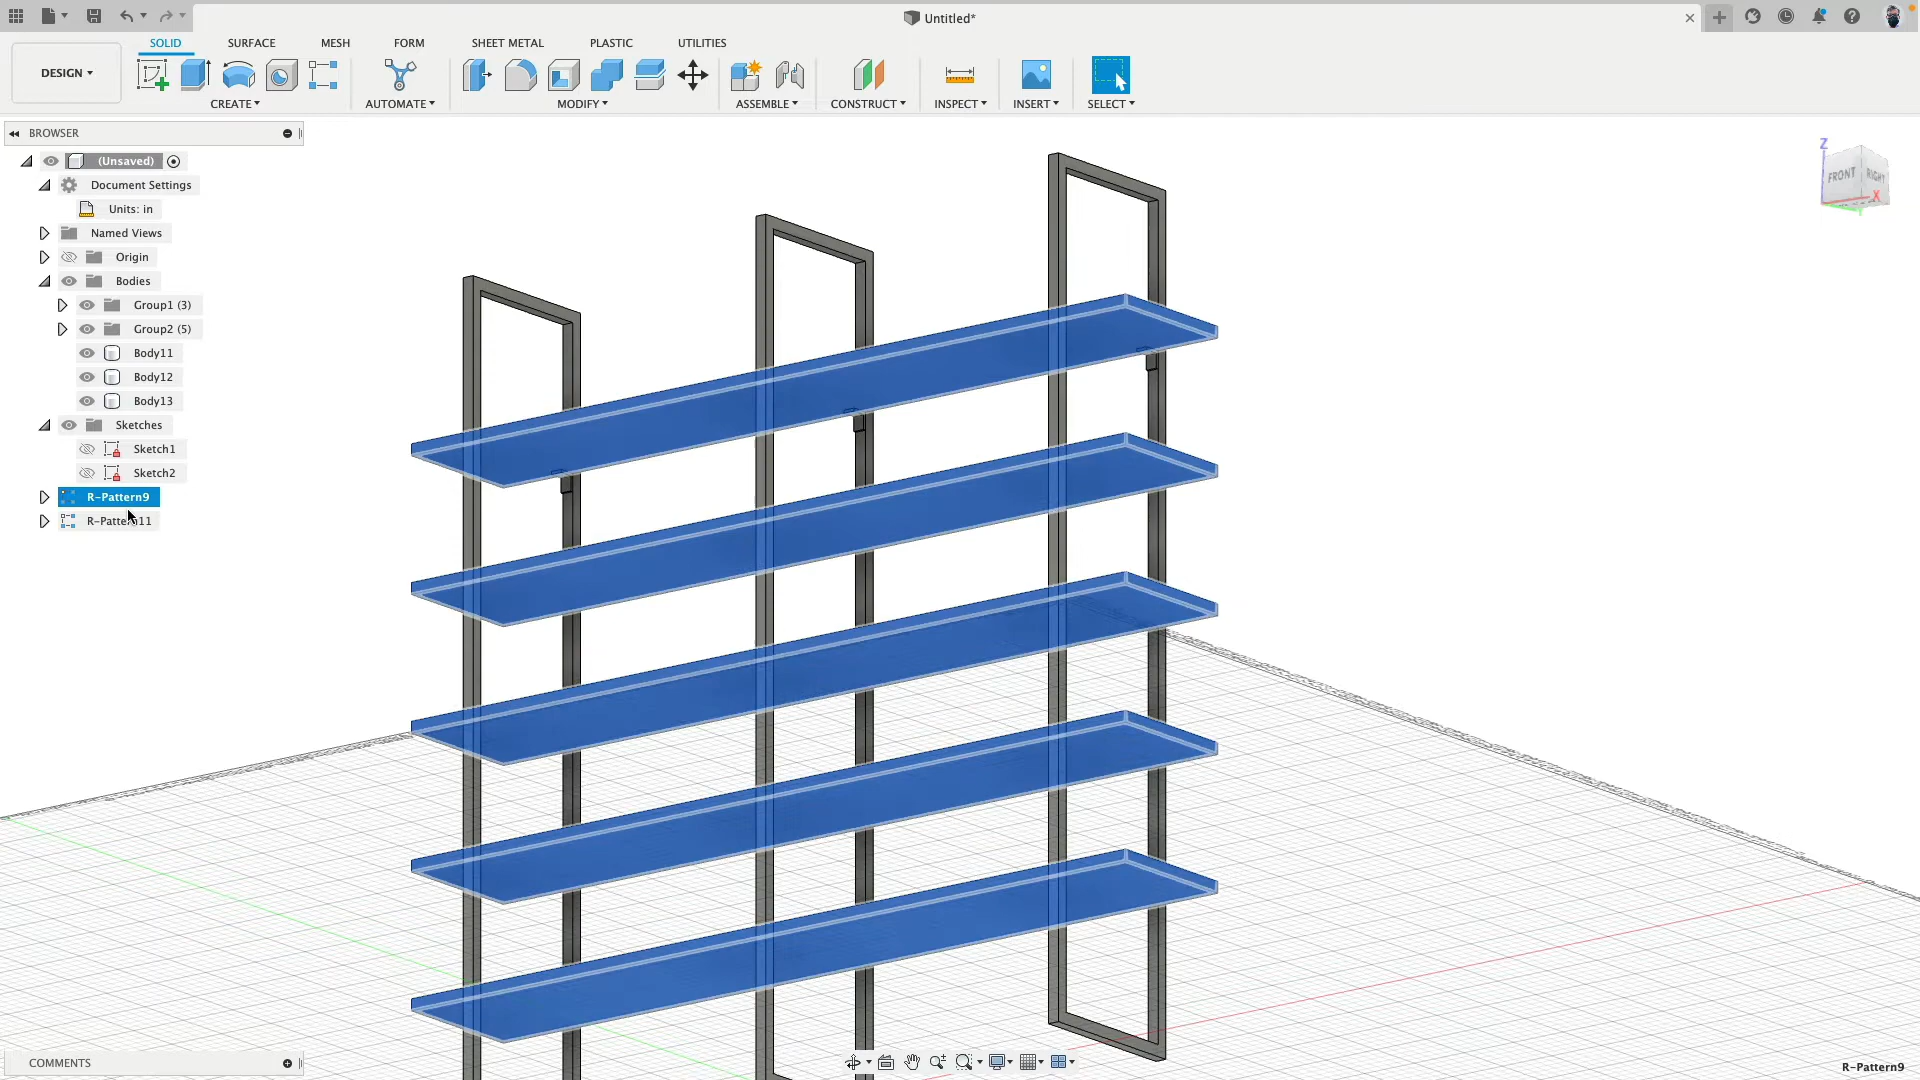 Untitled*
DESIGN
SOLID
SURFACE
MESH
FORM
SHEET METAL
PLASTIC
UTILITIES
CREATE
AUTOMATE
MODIFY
ASSEMBLE
CONSTRUCT
INSPECT
INSERT
SELECT
BROWSER
(Unsaved)
Document Settings
Units: in
Named Views
Origin
Bodies
Group1 (3)
Group2 (5)
Body11
Body12
Body13
Sketches
Sketch1
Sketch2
R-Pattern9
R-Pattern11
Z
FRONT
RIGHT
X
COMMENTS
R-Pattern9